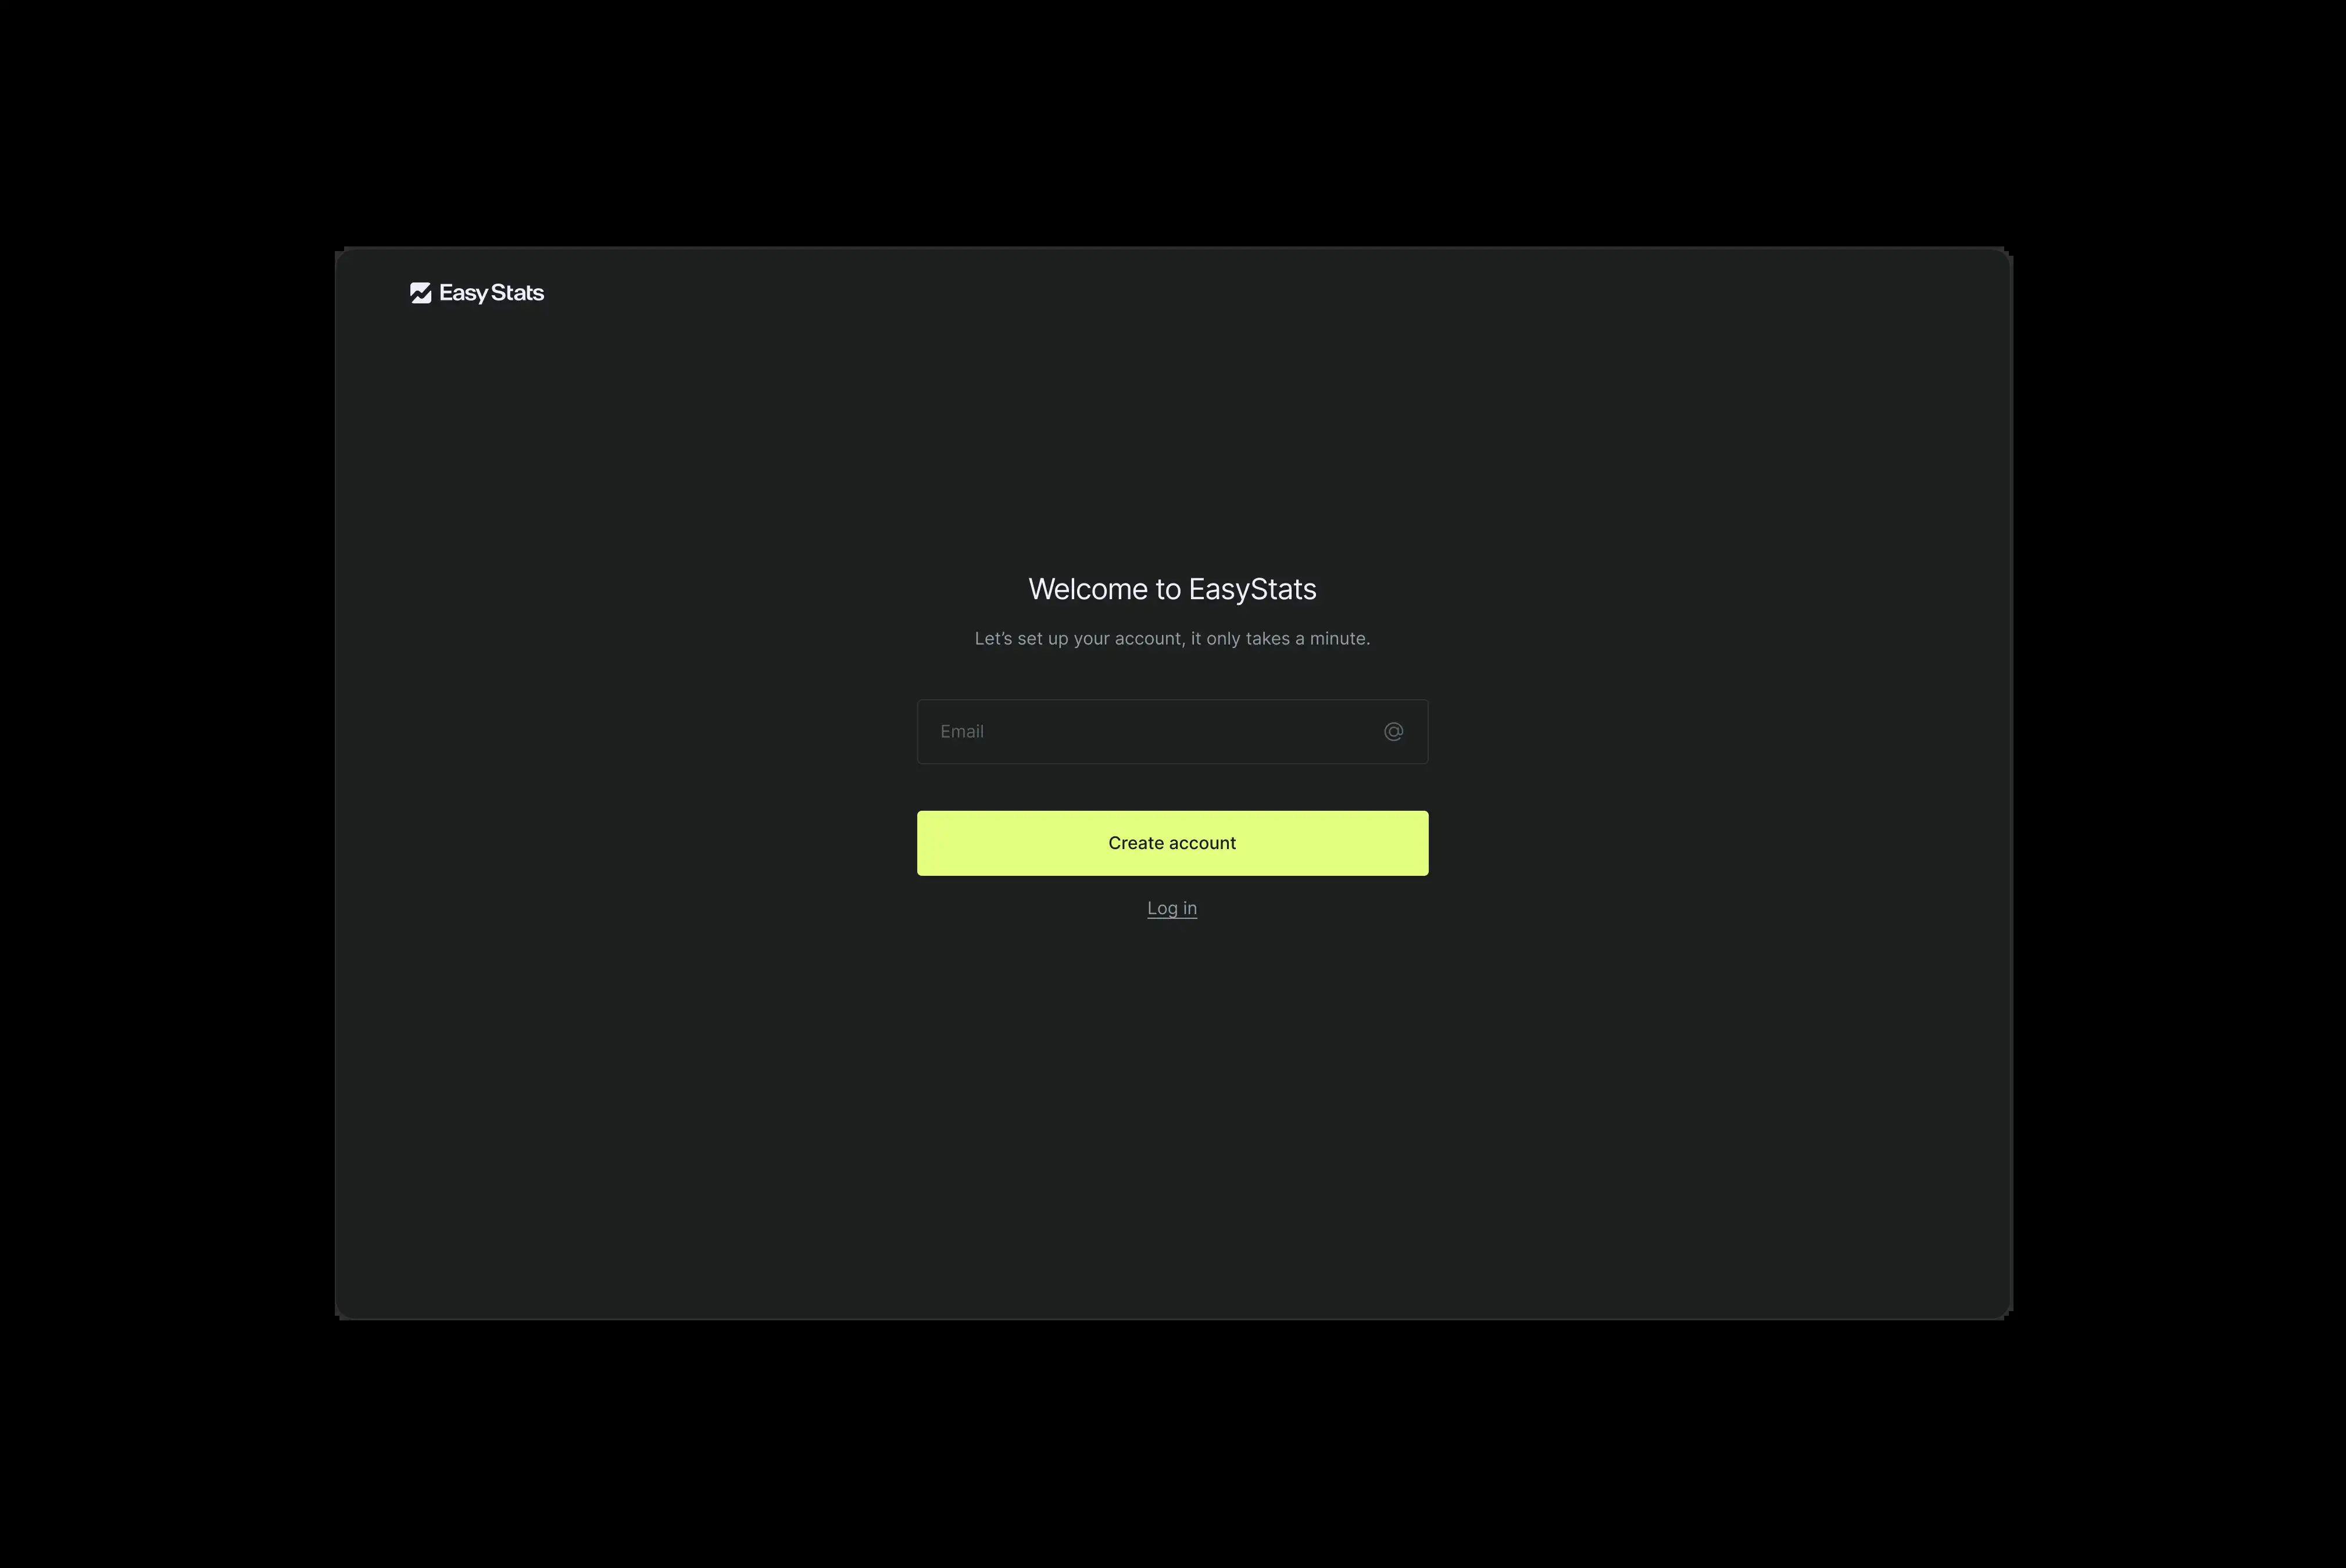 Easy Stats
Welcome to EasyStats
Let’s set up your account, it only takes a minute.
Email @
Create account
Log in